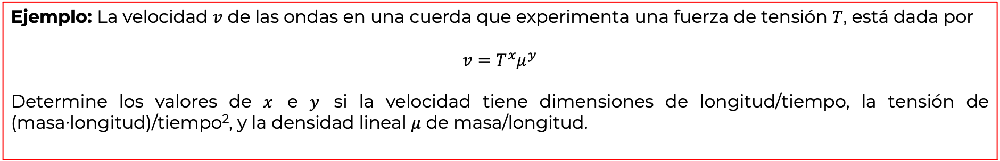 Ejemplo: La velocidad 𝑣 de las ondas en una cuerda que experimenta una fuerza de tensión 𝑇, está dada por
𝑣 = 𝑇ˣ𝜇ʸ
Determine los valores de 𝑥 e 𝑦 si la velocidad tiene dimensiones de longitud/tiempo, la tensión de
(masa·longitud)/tiempo², y la densidad lineal 𝜇 de masa/longitud.